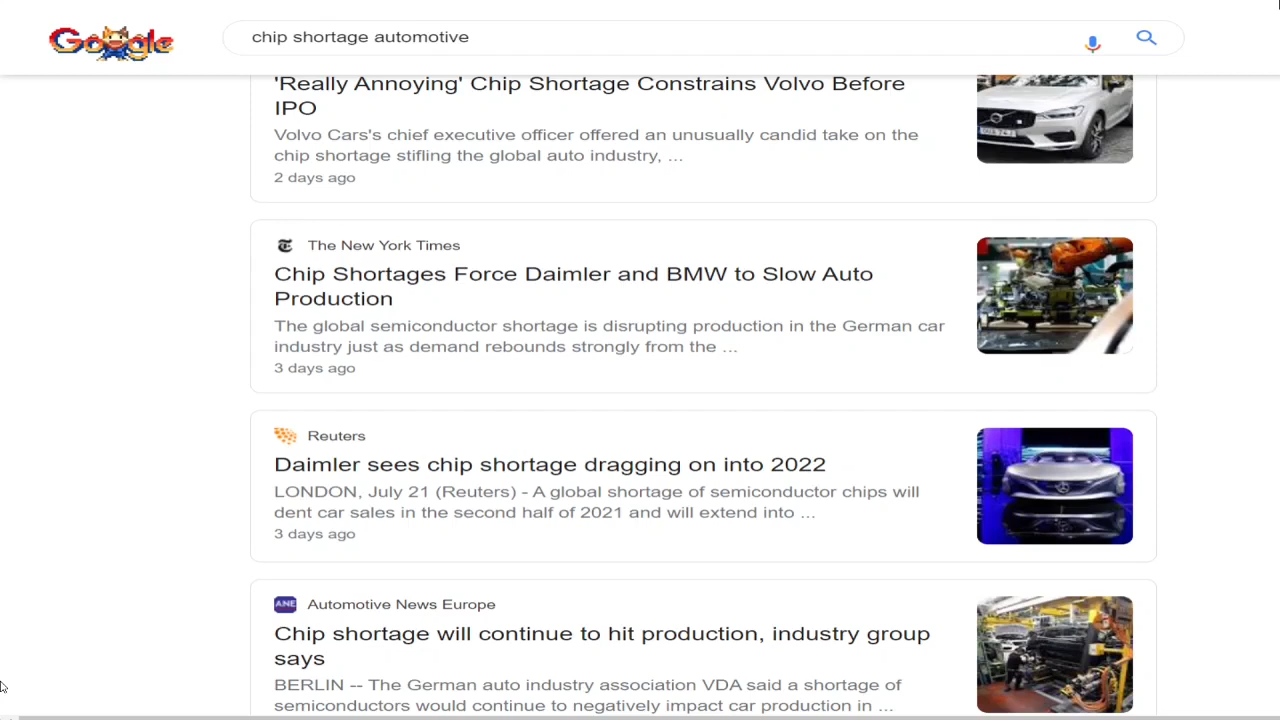 Google
chip shortage automotive
'Really Annoying' Chip Shortage Constrains Volvo Before
IPO
Volvo Cars's chief executive officer offered an unusually candid take on the
chip shortage stifling the global auto industry, ...
2 days ago
The New York Times
Chip Shortages Force Daimler and BMW to Slow Auto
Production
The global semiconductor shortage is disrupting production in the German car
industry just as demand rebounds strongly from the ...
3 days ago
Reuters
Daimler sees chip shortage dragging on into 2022
LONDON, July 21 (Reuters) - A global shortage of semiconductor chips will
dent car sales in the second half of 2021 and will extend into ...
3 days ago
ANE
Automotive News Europe
Chip shortage will continue to hit production, industry group
says
BERLIN -- The German auto industry association VDA said a shortage of
semiconductors would continue to negatively impact car production in ...